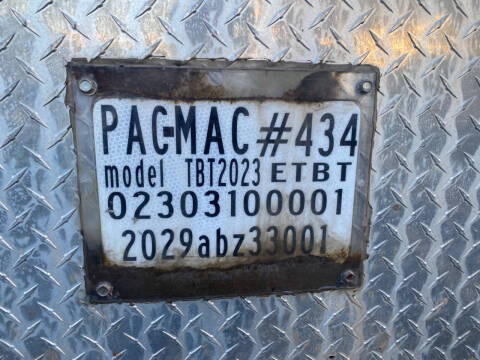 PAC-MAC #434
model TBT2023 ETBT
02303100001
2029abz33001